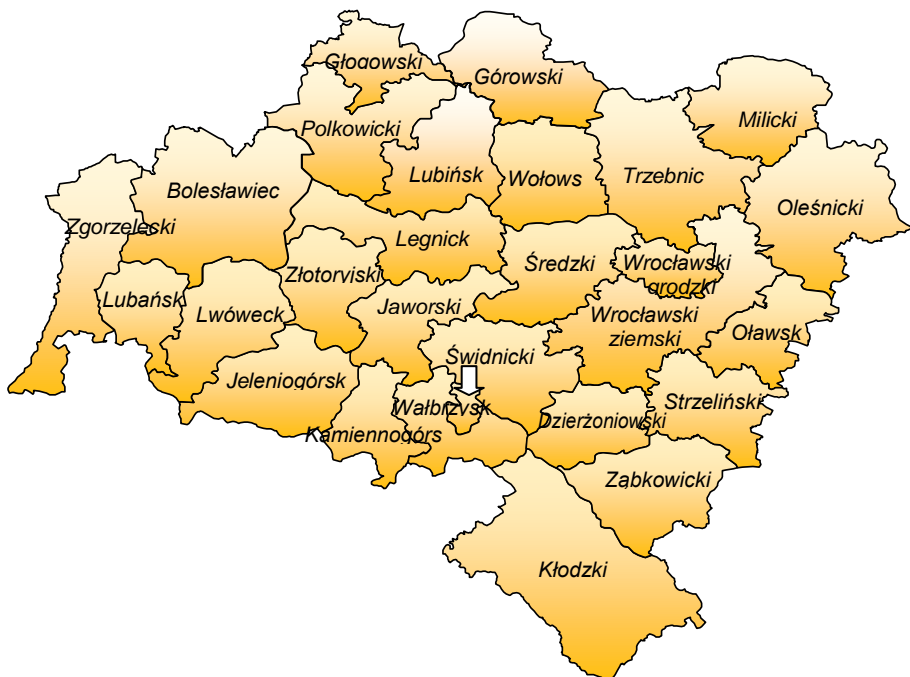 Głogowski
Górowski
Milicki
Polkowicki
Lubińsk
Wołows
Trzebnic
Bolesławiec
Oleśnicki
Zgorzelecki
Legnick
Średzki
Wrocławski
grodzki
Złotoryjski
Lubańsk
Lwóweck
Jaworski
Wrocławski
ziemski
Oławsk
Świdnicki
Jeleniogórsk
Strzeliński
Wałbrzysk
Dzierżoniowski
Kamiennogórs
Ząbkowicki
Kłodzki